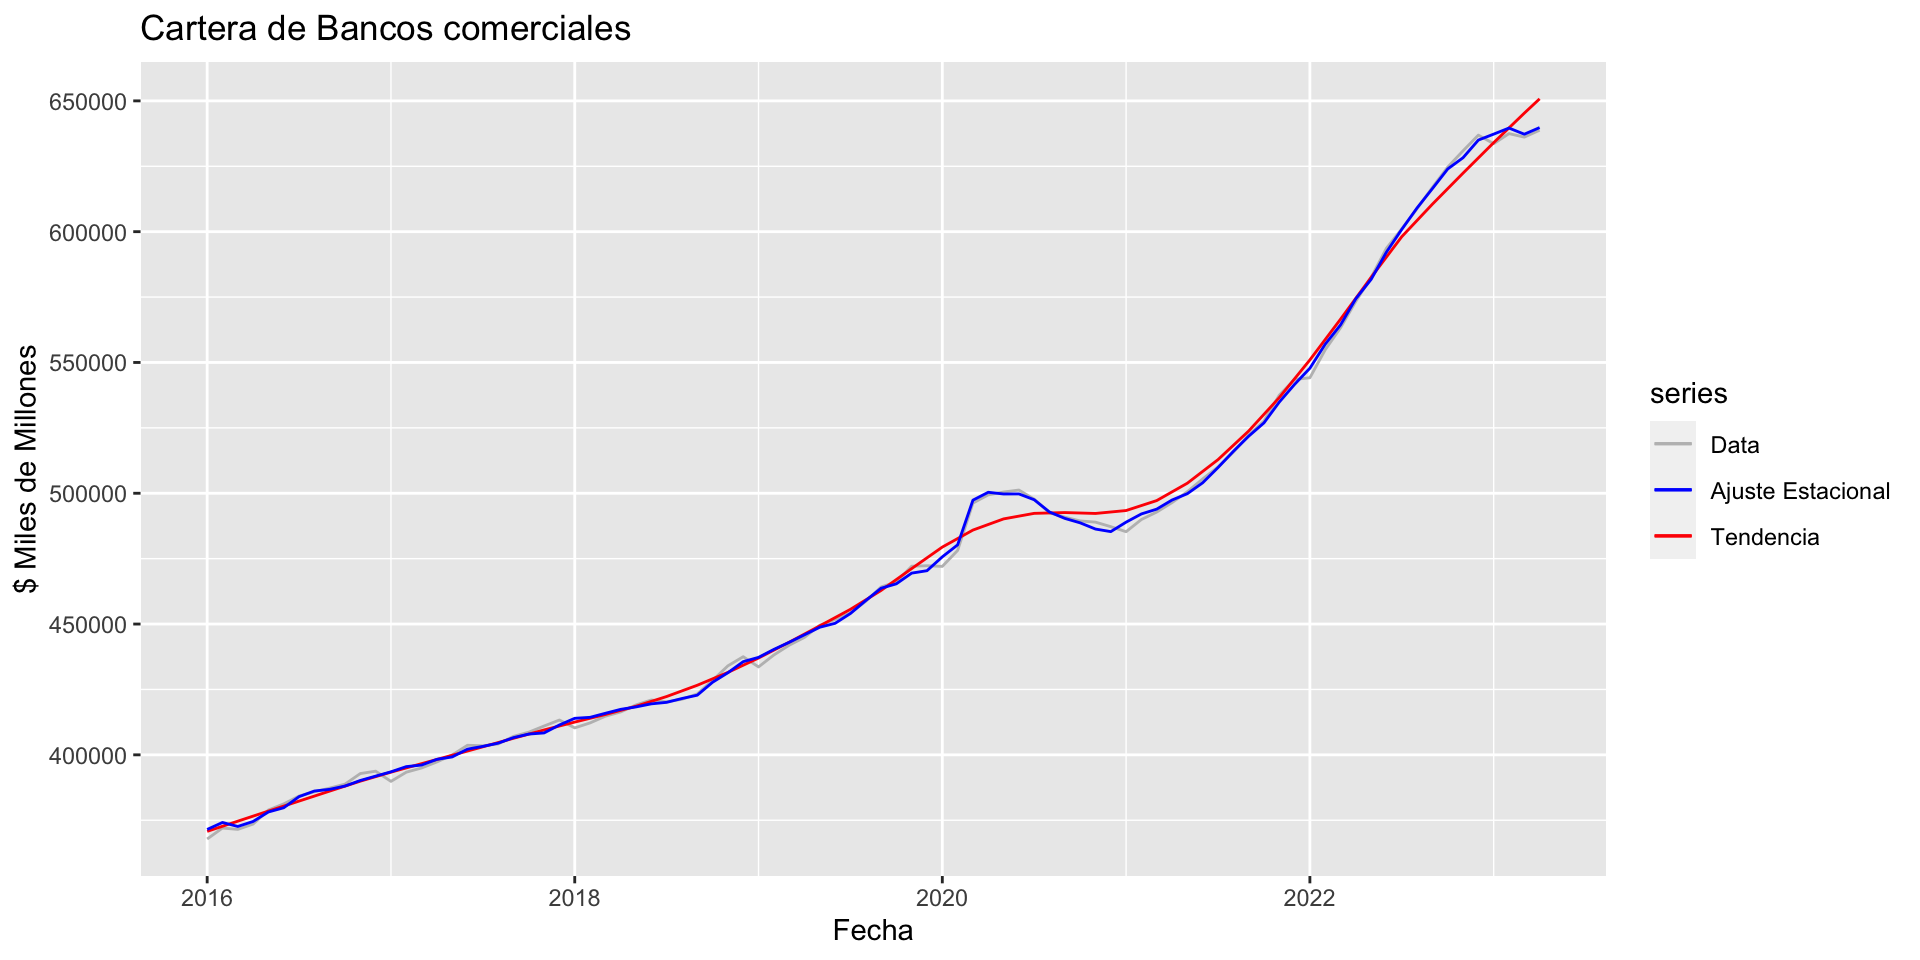 Cartera de Bancos comerciales
$ Miles de Millones
650000
600000
550000
500000
450000
400000
2016
2018
2020
2022
Fecha
series
Data
Ajuste Estacional
Tendencia